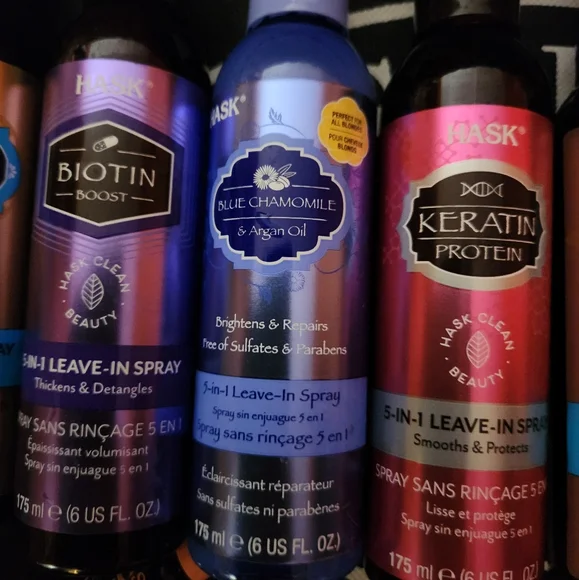 HASK
BIOTIN
BOOST
HASK CLEAN
BEAUTY
5-IN-1 LEAVE-IN SPRAY
Thickens & Detangles
SPRAY SANS RINÇAGE 5 EN 1
Épaississant volumisant
Spray sin enjuague 5 en 1
175 ml e (6 US FL. OZ.)
HASK®
PERFECT FOR
ALL BLONDES
POUR CHEVEUX
BLONDS
BLUE CHAMOMILE
& Argan Oil
Brightens & Repairs
Free of Sulfates & Parabens
5-in-1 Leave-In Spray
Spray sin enjuague 5 en 1
Spray sans rinçage 5 en 1
Éclaircissant réparateur
Sans sulfates ni parabènes
175 ml e (6 US FL. OZ.)
HASK®
KERATIN
PROTEIN
HASK CLEAN
BEAUTY
5-IN-1 LEAVE-IN SPRAY
Smooths & Protects
SPRAY SANS RINÇAGE 5 EN
Lisse et protège
Spray sin enjuague 5 en 1
175 ml e (6 US FL. OZ.)